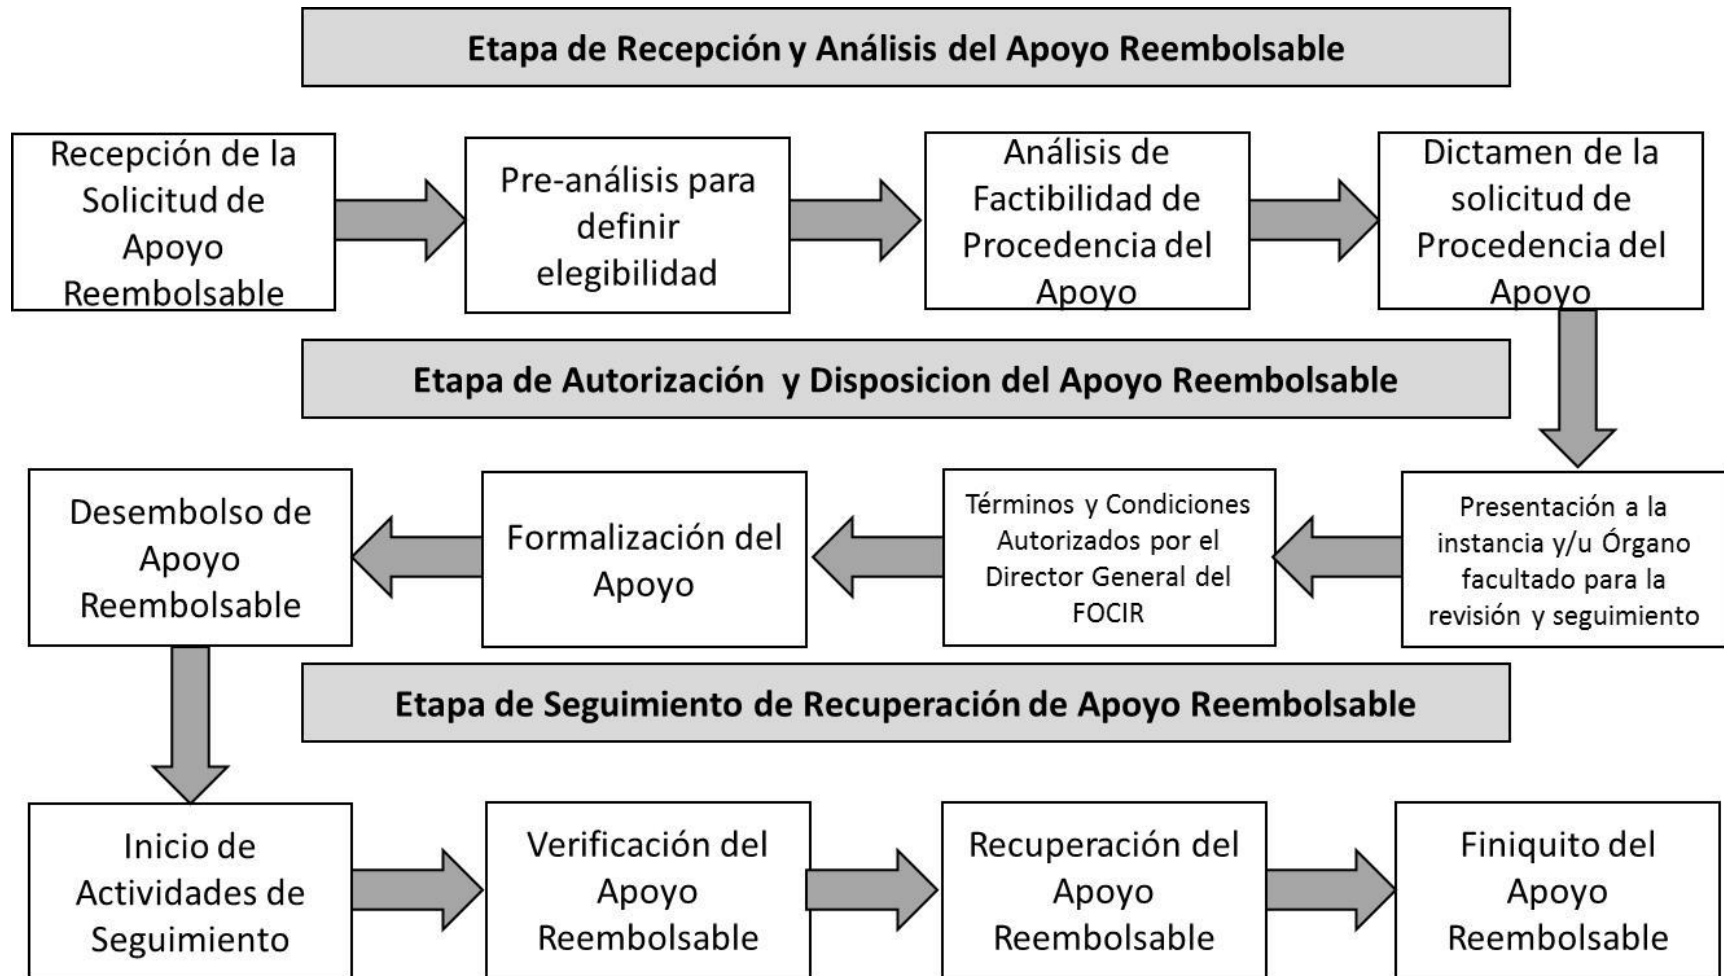 Etapa de Recepción y Análisis del Apoyo Reembolsable
Recepción de la
Solicitud de
Apoyo
Reembolsable
Pre-análisis para
definir
elegibilidad
Análisis de
Factibilidad de
Procedencia del
Apoyo
Dictamen de la
solicitud de
Procedencia del
Apoyo
Etapa de Autorización y Disposicion del Apoyo Reembolsable
Presentación a la
instancia y/u Órgano
facultado para la
revisión y seguimiento
Términos y Condiciones
Autorizados por el
Director General del
FOCIR
Formalización del
Apoyo
Desembolso de
Apoyo
Reembolsable
Etapa de Seguimiento de Recuperación de Apoyo Reembolsable
Inicio de
Actividades de
Seguimiento
Verificación del
Apoyo
Reembolsable
Recuperación del
Apoyo
Reembolsable
Finiquito del
Apoyo
Reembolsable